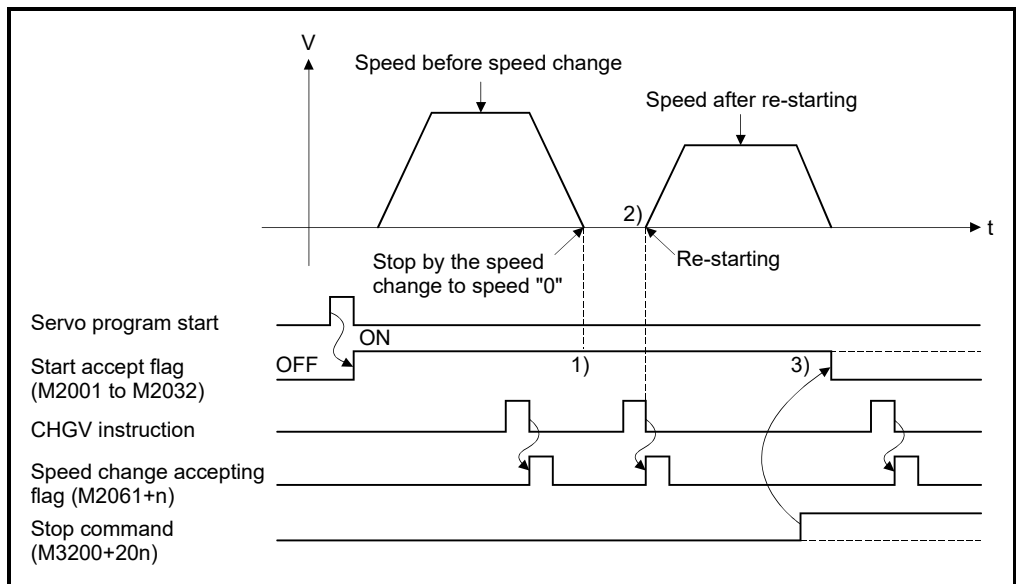 V
Speed before speed change
Speed after re-starting
2)
t
Stop by the speed
change to speed "0"
Re-starting
Servo program start
ON
Start accept flag
(M2001 to M2032)
OFF
1)
3)
CHGV instruction
Speed change accepting
flag (M2061+n)
Stop command
(M3200+20n)